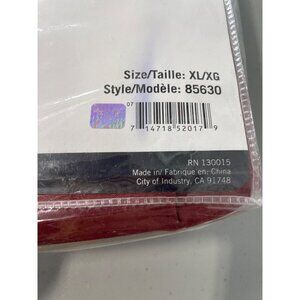 Size/Taille: XL/XG
Style/Modèle: 85630
07
7 14718 52017 9
RN 130015
Made in/ Fabrique en: China
City of Industry, CA 91748